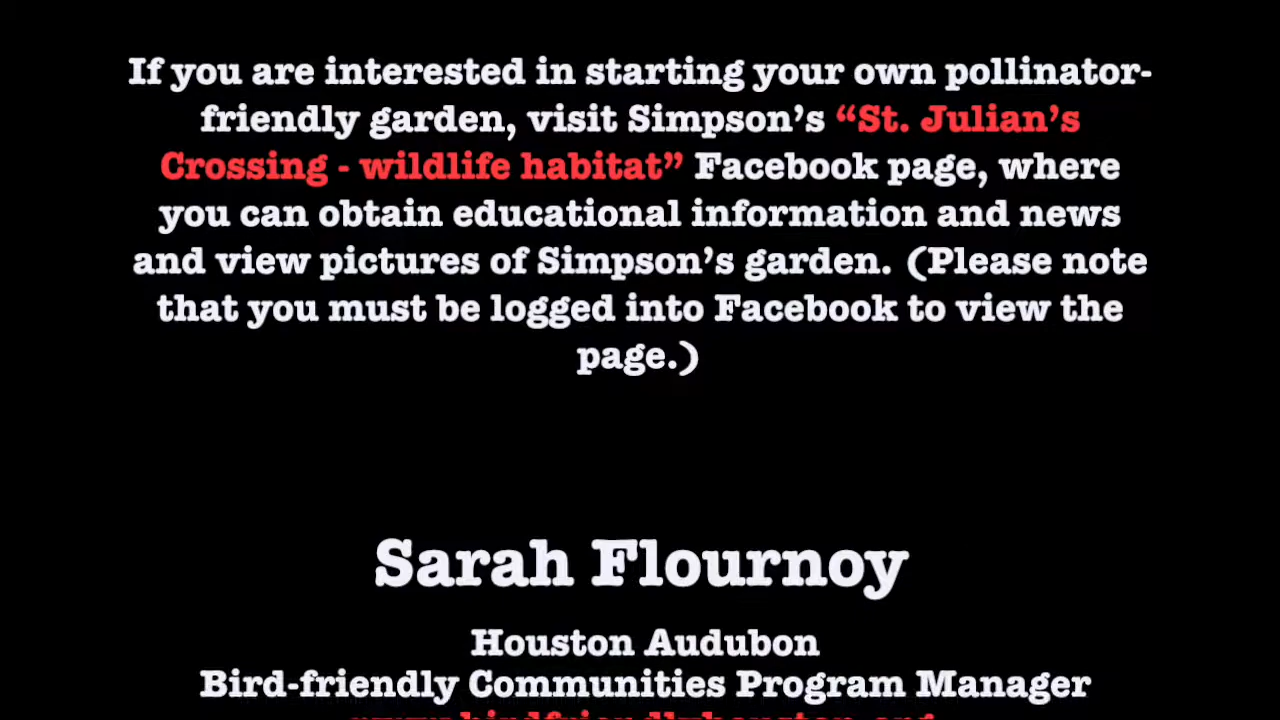 If you are interested in starting your own pollinator-
friendly garden, visit Simpson’s “St. Julian’s
Crossing - wildlife habitat” Facebook page, where
you can obtain educational information and news
and view pictures of Simpson’s garden. (Please note
that you must be logged into Facebook to view the
page.)
Sarah Flournoy
Houston Audubon
Bird-friendly Communities Program Manager